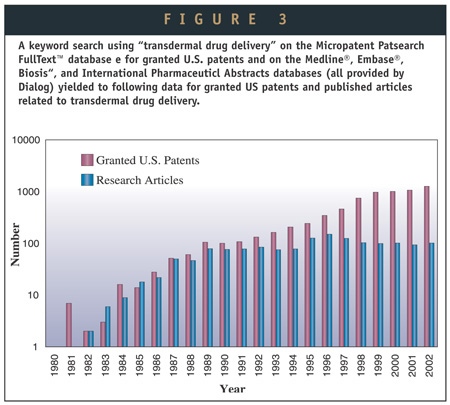 FIGURE 3
A keyword search using “transdermal drug delivery” on the Micropatent Patsearch
FullText™ database e for granted U.S. patents and on the Medline®, Embase®,
Biosis“, and International Pharmaceuticl Abstracts databases (all provided by
Dialog) yielded to following data for granted US patents and published articles
related to transdermal drug delivery.
10000
1000
100
10
1
Number
Granted U.S. Patents
Research Articles
1980
1981
1982
1983
1984
1985
1986
1987
1988
1989
1990
1991
1992
1993
1994
1995
1996
1997
1998
1999
2000
2001
2002
Year